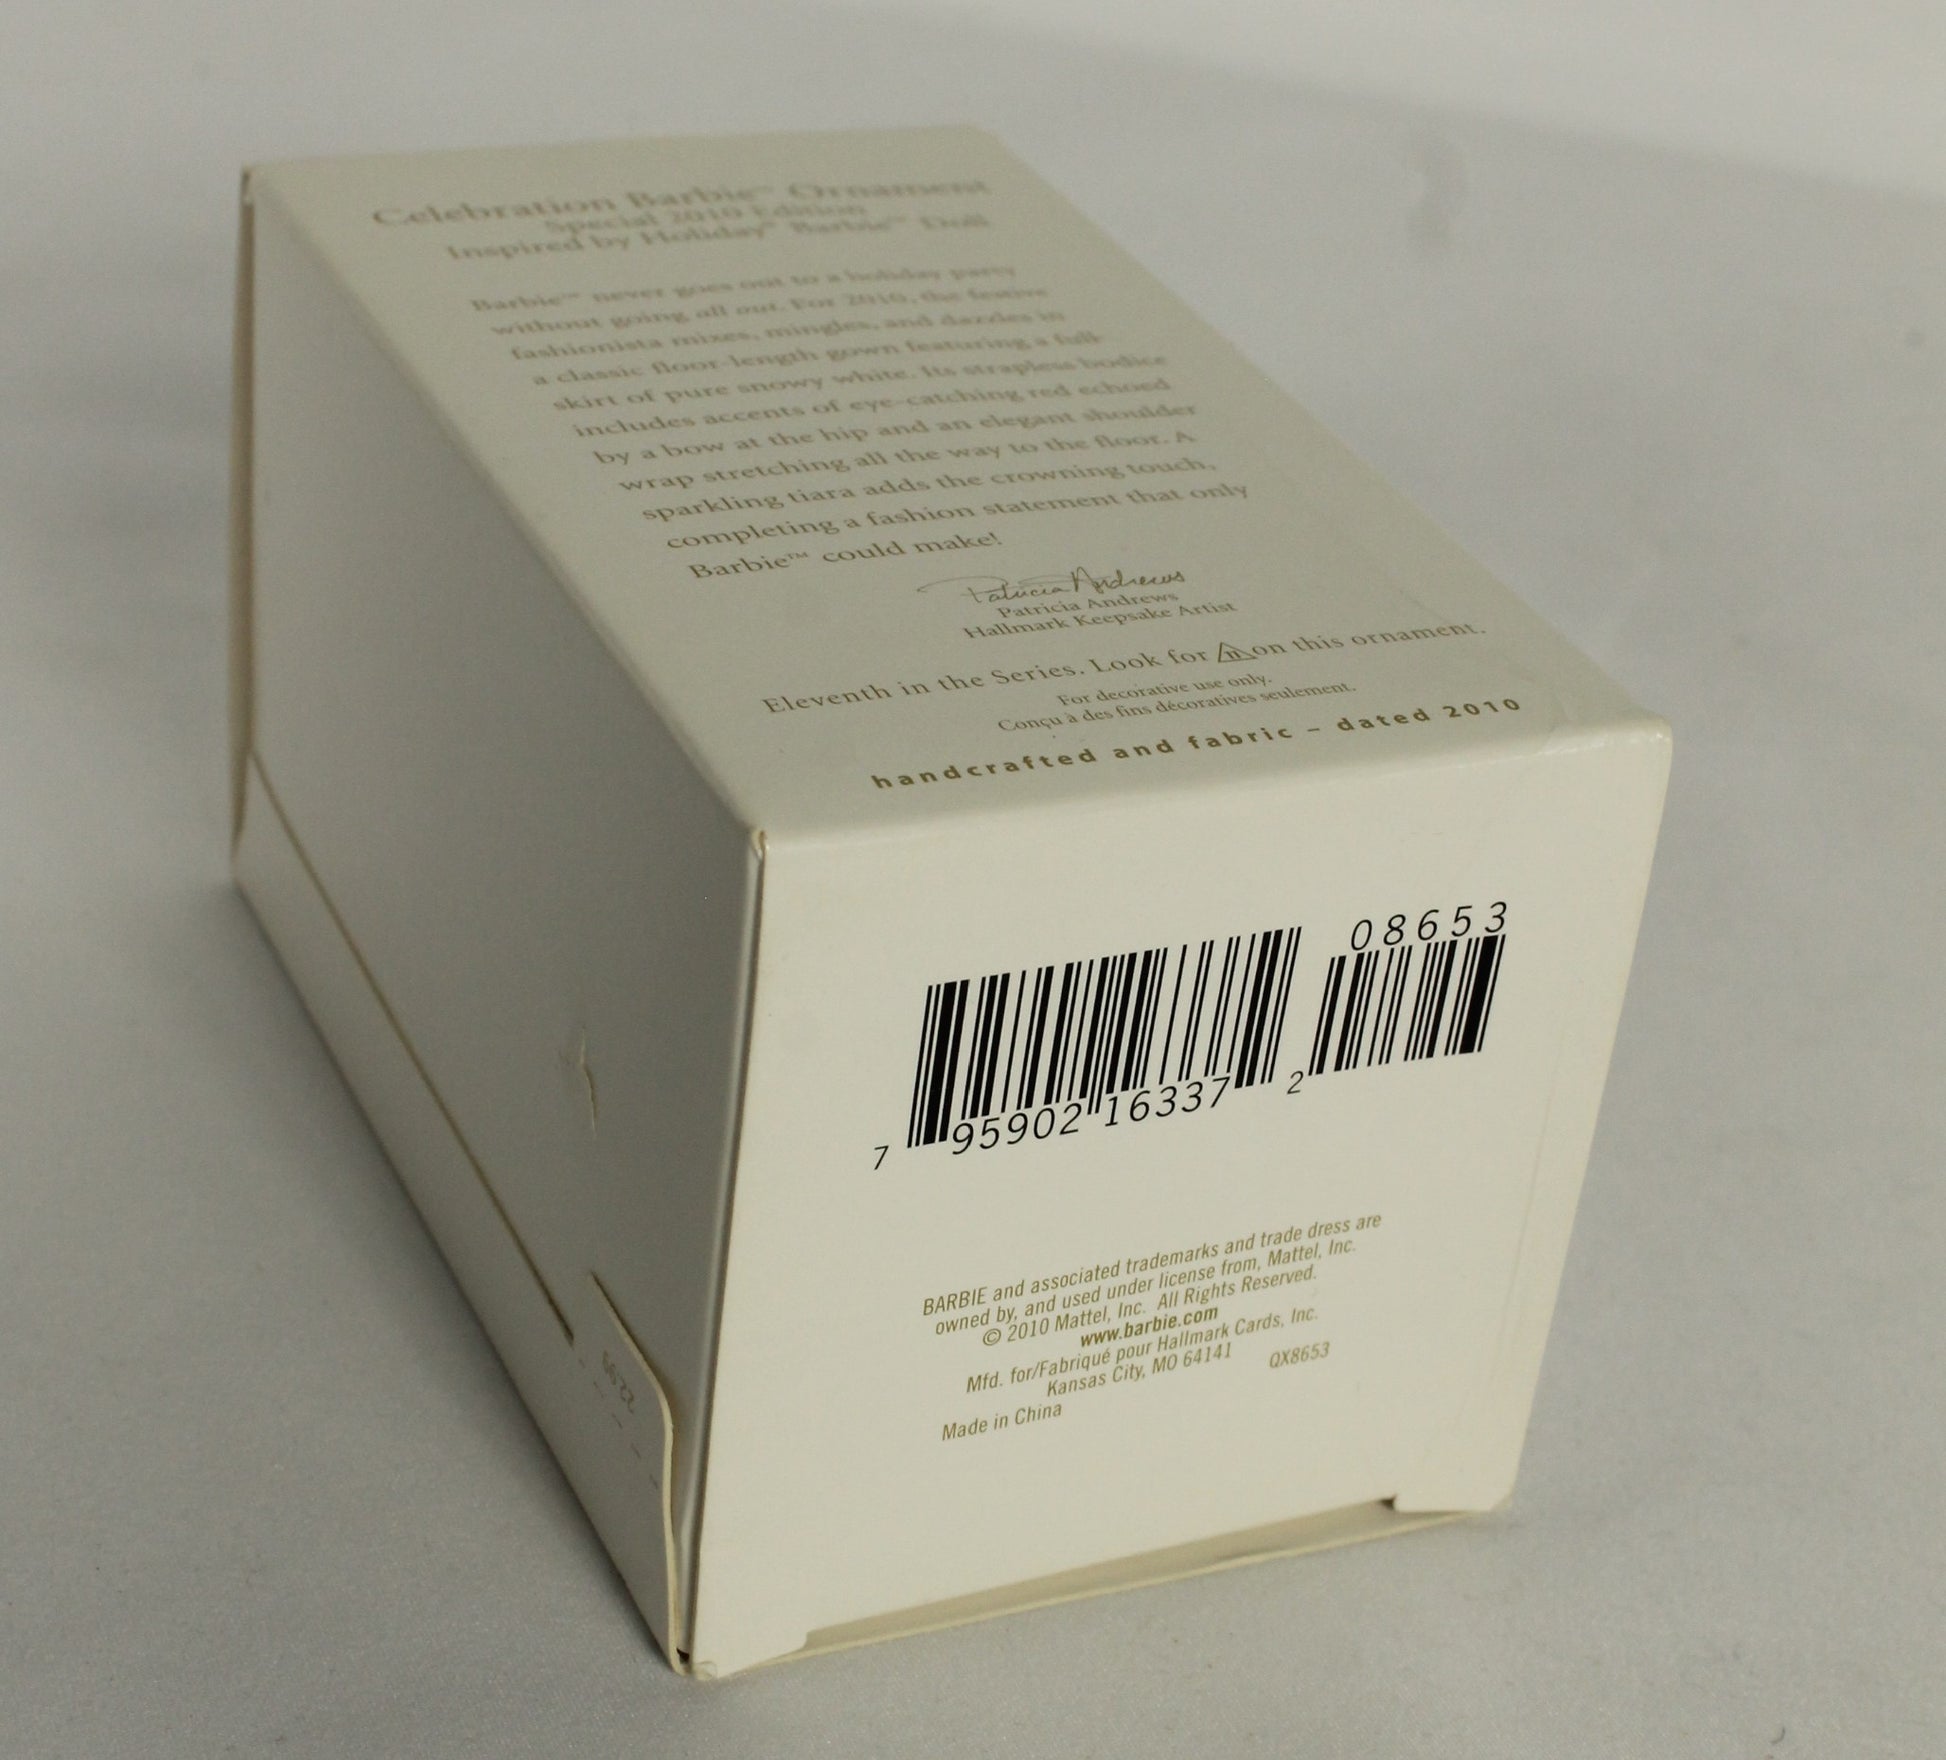 Celebration Barbie™ Ornament
Special 2010 Edition
Inspired by Holiday® Barbie™ Doll
Barbie™ never goes out to a holiday party
without going all out. For 2010, the festive
fashionista mixes, mingles, and dazzles in
a classic floor-length gown featuring a full-
skirt of pure snowy white. Its strapless bodice
includes accents of eye-catching red echoed
by a bow at the hip and an elegant shoulder
wrap stretching all the way to the floor. A
sparkling tiara adds the crowning touch,
completing a fashion statement that only
Barbie™ could make!
Patricia Andrews
Patricia Andrews
Hallmark Keepsake Artist
Eleventh in the Series. Look for 11 on this ornament.
For decorative use only.
Conçu à des fins décoratives seulement.
handcrafted and fabric – dated 2010
08653
7 95902 16337 2
BARBIE and associated trademarks and trade dress are
owned by, and used under license from, Mattel, Inc.
© 2010 Mattel, Inc. All Rights Reserved.
www.barbie.com
Mfd. for/Fabriqué pour Hallmark Cards, Inc.
Kansas City, MO 64141 QX8653
Made in China
22.99